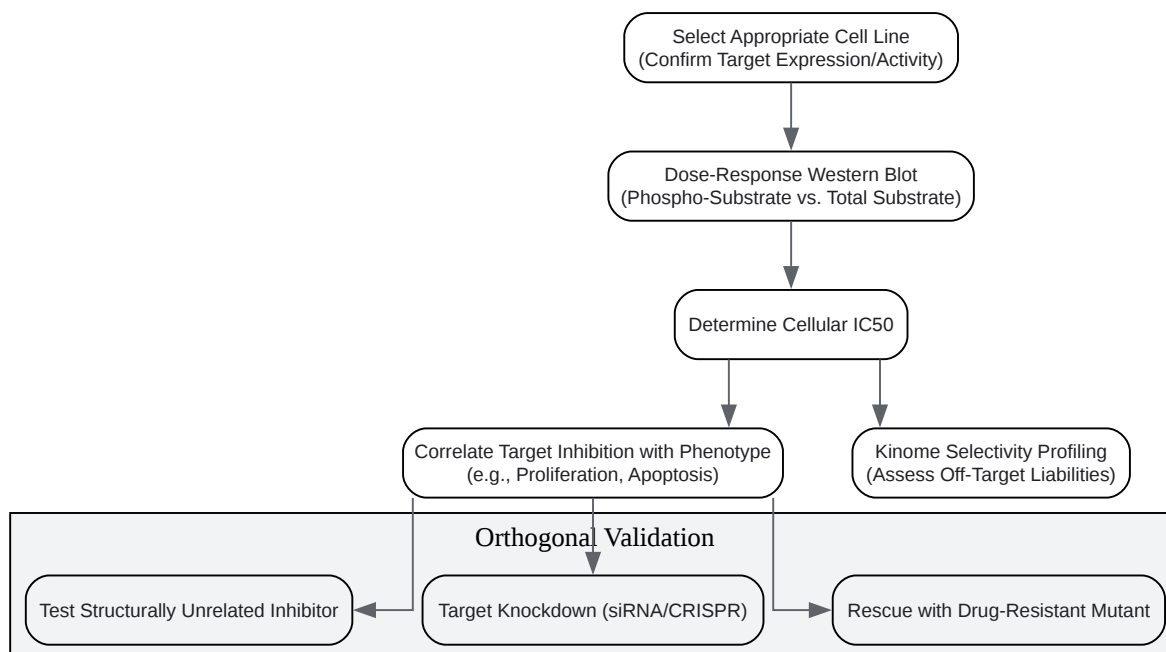 Select Appropriate Cell Line
(Confirm Target Expression/Activity)
Dose-Response Western Blot
(Phospho-Substrate vs. Total Substrate)
Determine Cellular IC50
Correlate Target Inhibition with Phenotype
(e.g., Proliferation, Apoptosis)
Kinome Selectivity Profiling
(Assess Off-Target Liabilities)
Orthogonal Validation
Test Structurally Unrelated Inhibitor
Target Knockdown (siRNA/CRISPR)
Rescue with Drug-Resistant Mutant